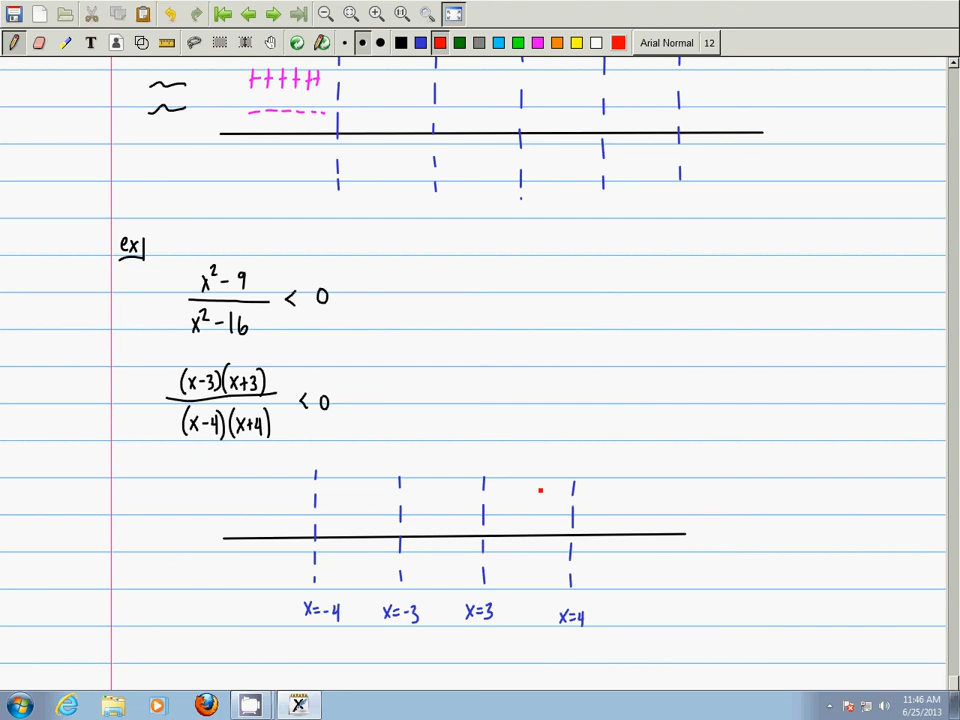 T
Arial Normal 12
+++++
-----
ex
x² - 9
/ x² - 16 < 0
(x-3)(x+3)
/ (x-4)(x+4) < 0
x=-4 x=-3 x=3 x=4
11:46 AM
6/25/2013